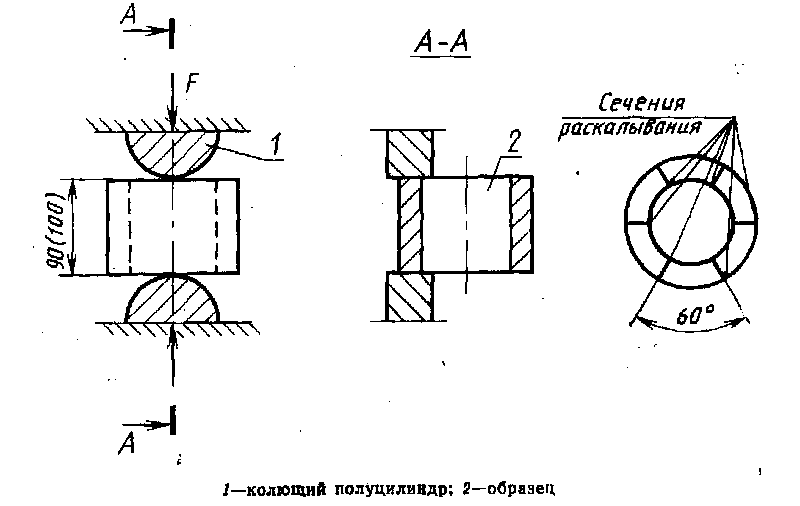 А
А-А
F
Сечения
раскалывания
1
2
90(100)
60°
А
1—колющий полуцилиндр; 2—образец